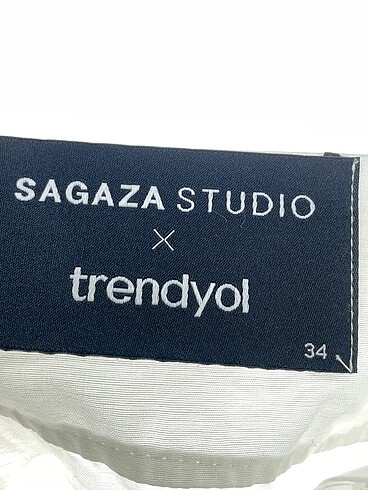 SAGAZA STUDIO
×
trendyol
34